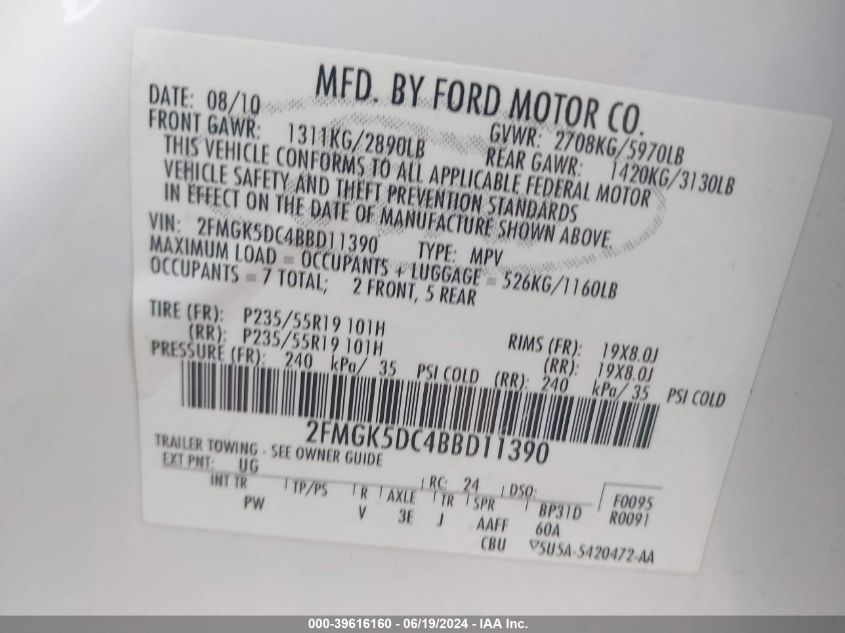 MFD. BY FORD MOTOR CO.
DATE: 08/10 GVWR: 2708KG/5970LB
FRONT GAWR: 1311KG/2890LB REAR GAWR: 1420KG/3130LB
THIS VEHICLE CONFORMS TO ALL APPLICABLE FEDERAL MOTOR
VEHICLE SAFETY AND THEFT PREVENTION STANDARDS
IN EFFECT ON THE DATE OF MANUFACTURE SHOWN ABOVE.
VIN: 2FMGK5DC4BBD11390 TYPE: MPV
MAXIMUM LOAD = OCCUPANTS + LUGGAGE = 526KG/1160LB
OCCUPANTS = 7 TOTAL; 2 FRONT, 5 REAR
TIRE (FR): P235/55R19 101H RIMS (FR): 19X8.0J
(RR): P235/55R19 101H (RR): 19X8.0J
PRESSURE (FR): 240 kPa/ 35 PSI COLD (RR): 240 kPa/ 35 PSI COLD
2FMGK5DC4BBD11390
TRAILER TOWING - SEE OWNER GUIDE
EXT PNT: UG RC: 24 DSO: F0095
INT TR TP/PS R AXLE TR SPR BP31D R0091
PW V 3E J AAFF 60A
CBU ▽5U5A-5420472-AA
000-39616160 - 06/19/2024 - IAA Inc.